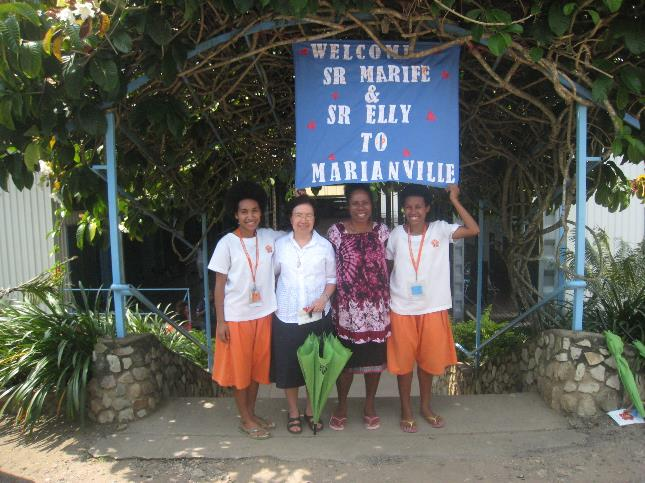 WELCOME
SR MARIFE
&
SR ELLY
TO
MARIANVILLE